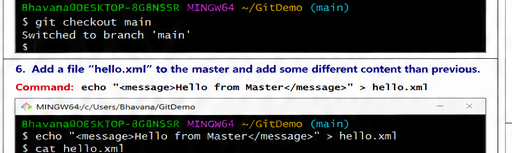 Bhavana@DESKTOP-8G8N5SR MINGW64 ~/GitDemo (main)
$ git checkout main
Switched to branch 'main'
$
6. Add a file "hello.xml" to the master and add some different content than previous.
Command: echo "<message>Hello from Master</message>" > hello.xml
MINGW64:/c/Users/Bhavana/GitDemo
Bhavana@DESKTOP-8G8N5SR MINGW64 ~/GitDemo (main)
$ echo "<message>Hello from Master</message>" > hello.xml
$ cat hello.xml